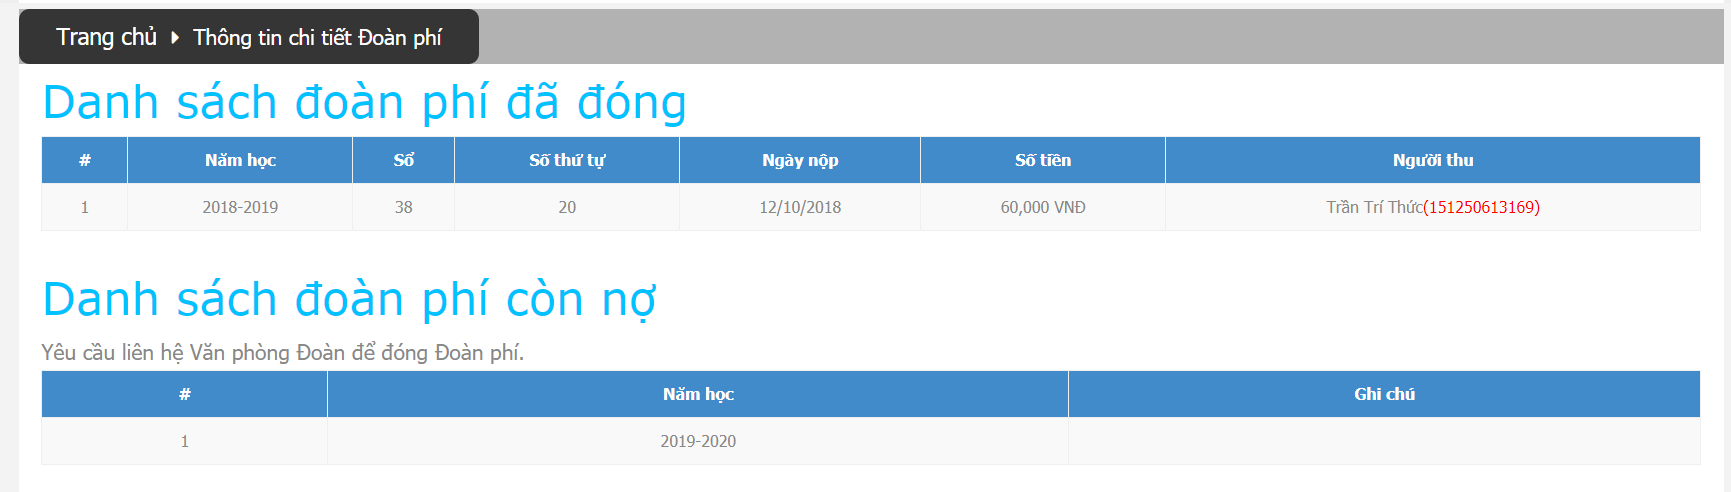 Trang chủ Thông tin chi tiết Đoàn phí
Danh sách đoàn phí đã đóng
# Năm học Sổ Số thứ tự Ngày nộp Số tiền Người thu
1 2018-2019 38 20 12/10/2018 60,000 VNĐ Trần Trí Thức(151250613169)
Danh sách đoàn phí còn nợ
Yêu cầu liên hệ Văn phòng Đoàn để đóng Đoàn phí.
# Năm học Ghi chú
1 2019-2020